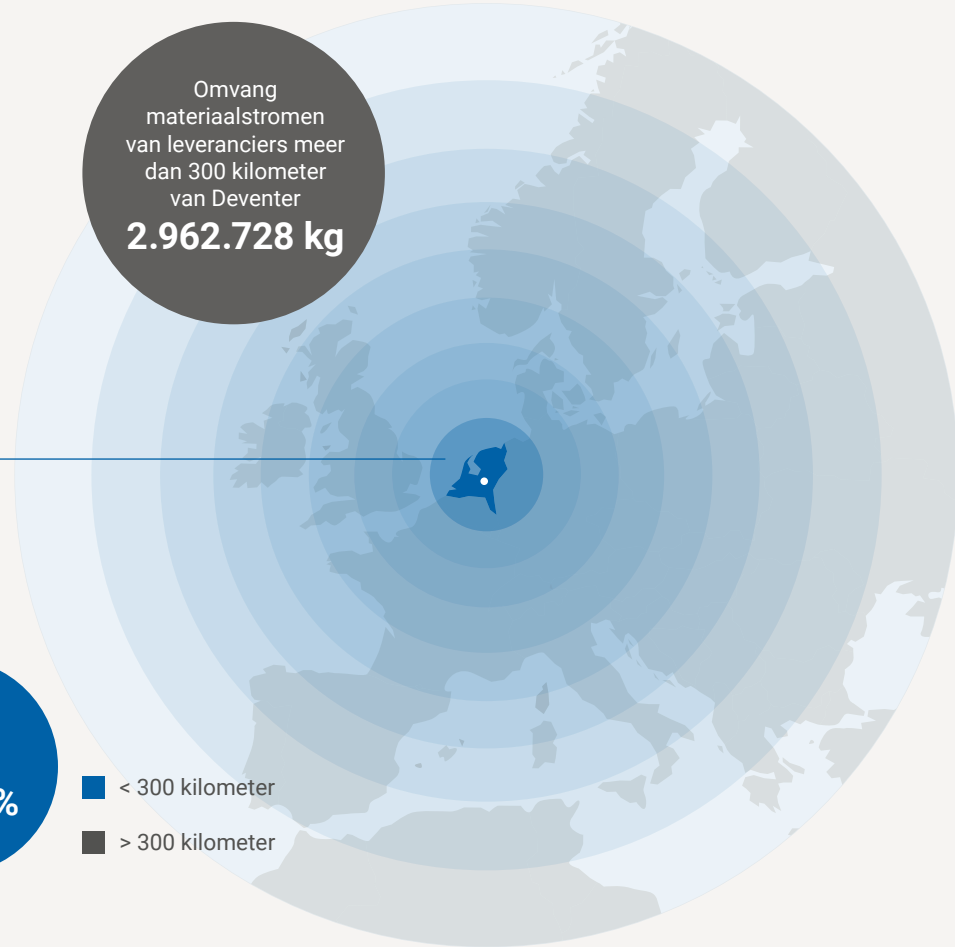 Omvang
materiaalstromen
van leveranciers meer
dan 300 kilometer
van Deventer
2.962.728 kg
%
< 300 kilometer
> 300 kilometer